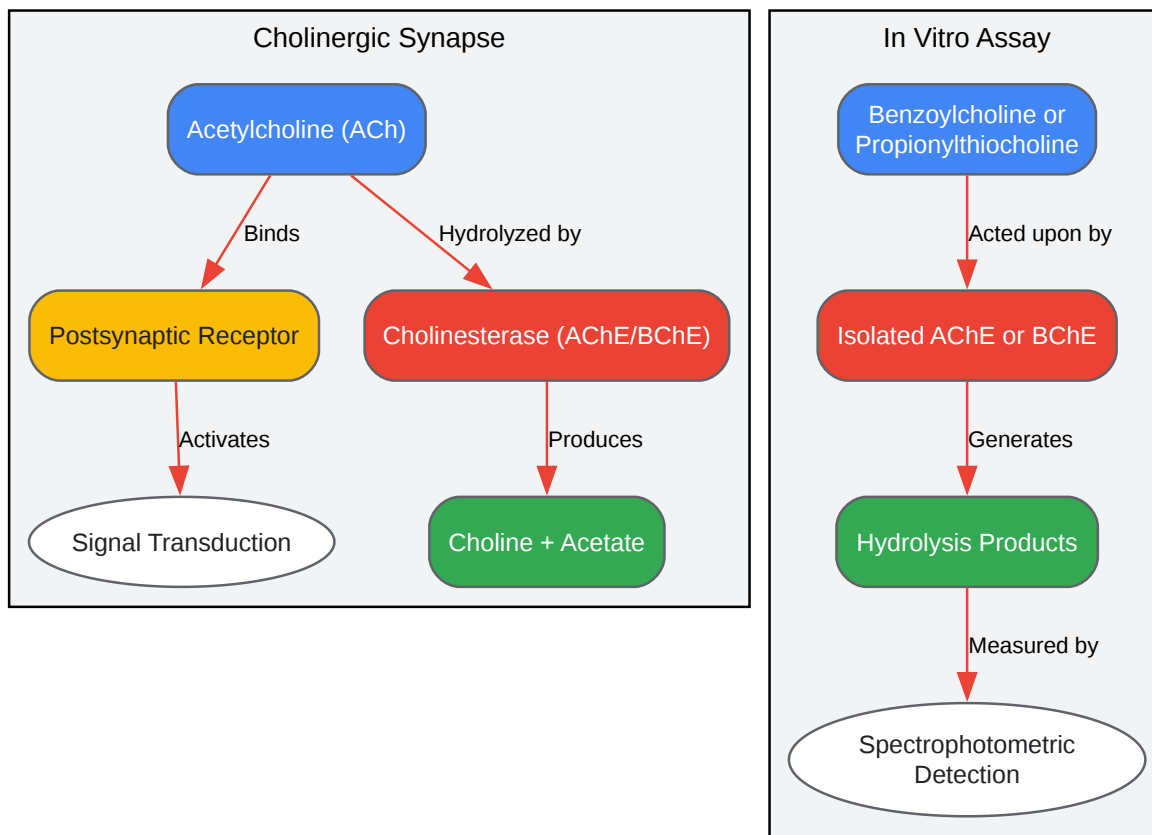 Cholinergic Synapse
Acetylcholine (ACh)
Binds
Hydrolyzed by
Postsynaptic Receptor
Cholinesterase (AChE/BChE)
Activates
Produces
Signal Transduction
Choline + Acetate
In Vitro Assay
Benzoylcholine or
Propionylthiocholine
Acted upon by
Isolated AChE or BChE
Generates
Hydrolysis Products
Measured by
Spectrophotometric
Detection